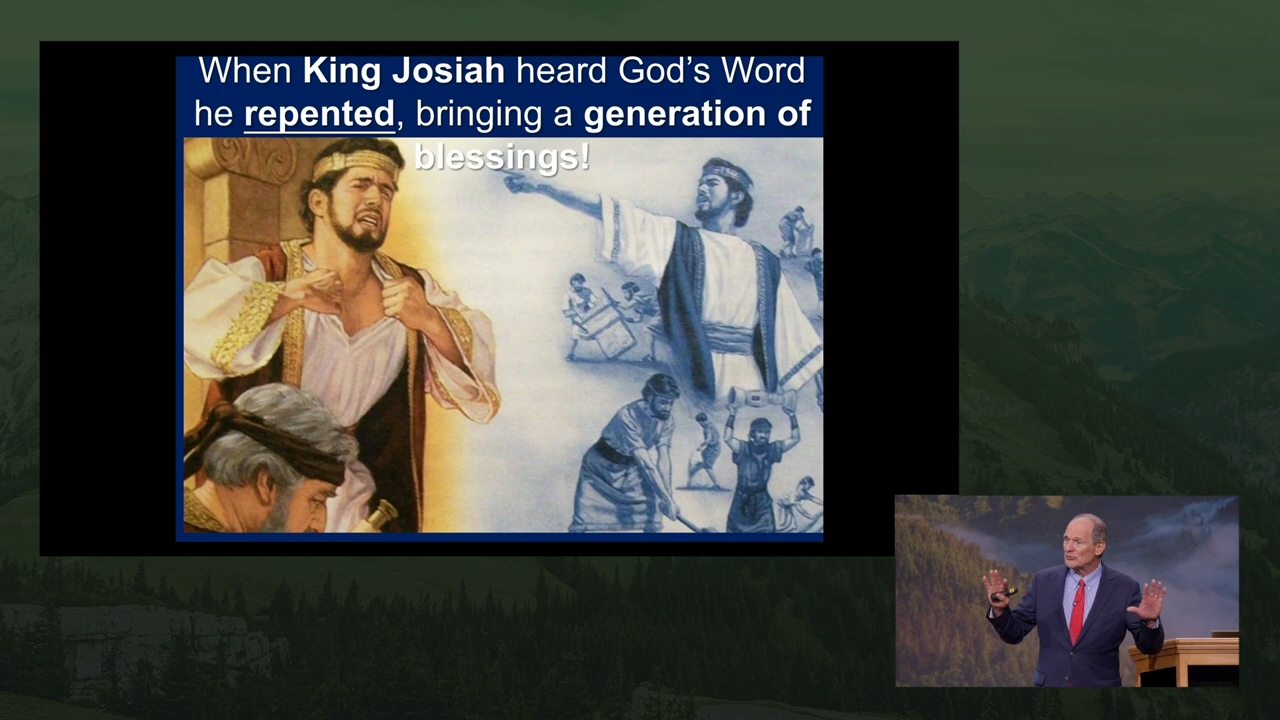 When King Josiah heard God’s Word
he repented, bringing a generation of
blessings!